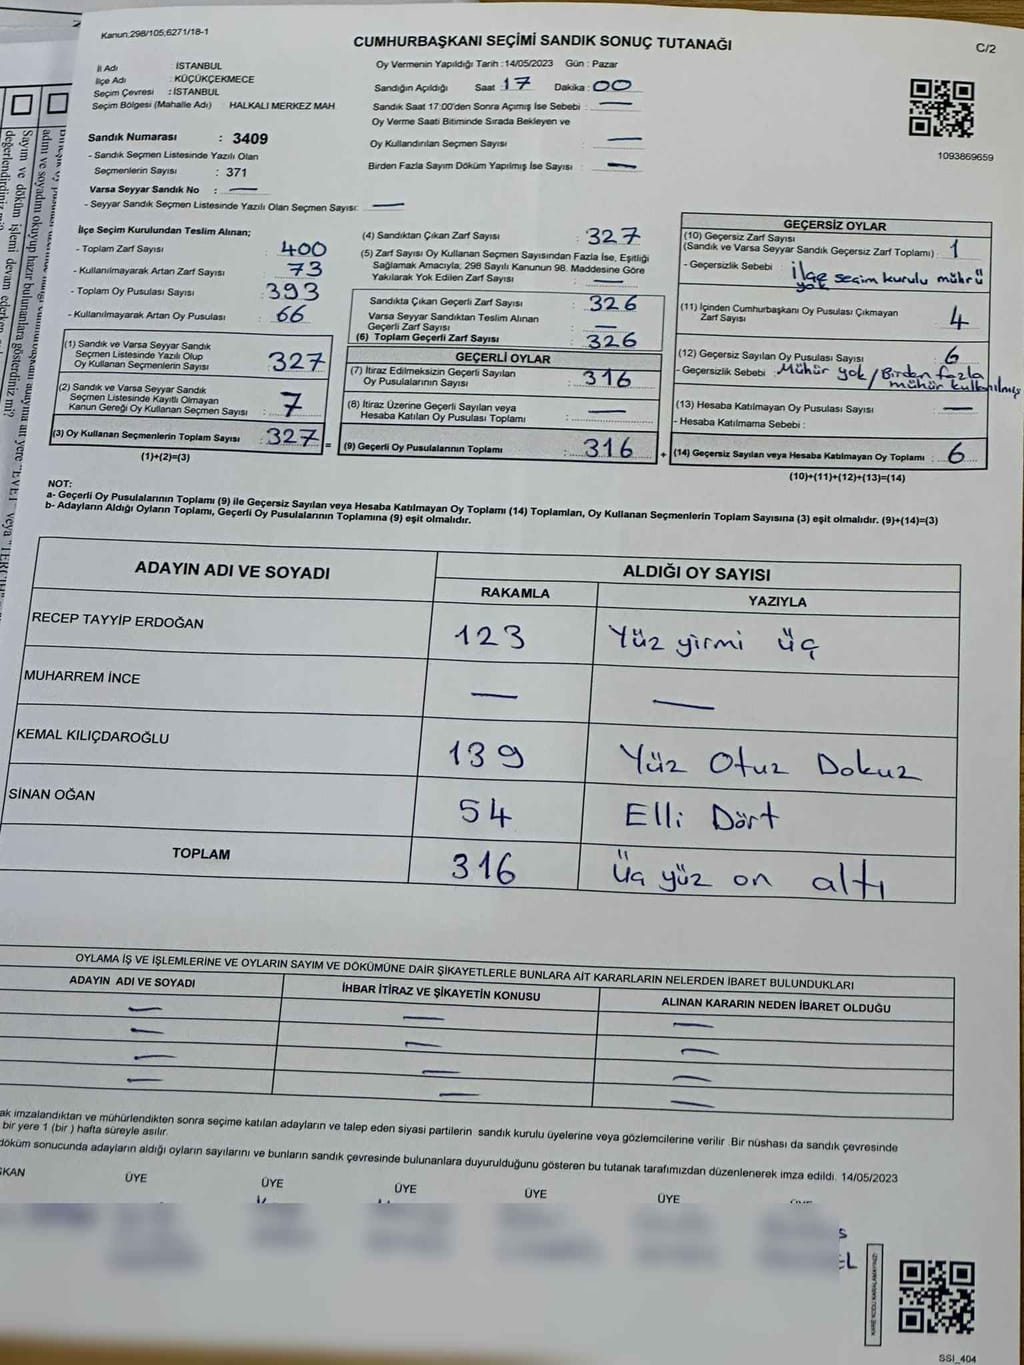 Kanun.298/105;6271/18-1
CUMHURBAŞKANI SEÇİMİ SANDIK SONUÇ TUTANAĞI
C/2
İl Adı : İSTANBUL
İlçe Adı : KÜÇÜKÇEKMECE
Seçim Çevresi : İSTANBUL
Seçim Bölgesi (Mahalle Adı) HALKALI MERKEZ MAH
Sandık Numarası : 3409
- Sandık Seçmen Listesinde Yazılı Olan
Seçmenlerin Sayısı : 371
Varsa Seyyar Sandık No : —
- Seyyar Sandık Seçmen Listesinde Yazılı Olan Seçmen Sayısı: —
Oy Vermenin Yapıldığı Tarih : 14/05/2023 Gün : Pazar
Sandığın Açıldığı Saat : 17 Dakika : 00
Sandık Saat 17:00'den Sonra Açımış İse Sebebi : —
Oy Verme Saati Bitiminde Sırada Bekleyen ve
Oy Kullandırılan Seçmen Sayısı : —
Birden Fazla Sayım Döküm Yapılmış İse Sayısı : —
1093869659
İlçe Seçim Kurulundan Teslim Alınan;
- Toplam Zarf Sayısı : 400
- Kullanılmayarak Artan Zarf Sayısı : 73
- Toplam Oy Pusulası Sayısı : 393
- Kullanılmayarak Artan Oy Pusulası : 66
(1) Sandık ve Varsa Seyyar Sandık
Seçmen Listesinde Yazılı Olup
Oy Kullanan Seçmenlerin Sayısı : 327
(2) Sandık ve Varsa Seyyar Sandık
Seçmen Listesinde Kayıtlı Olmayan
Kanun Gereği Oy Kullanan Seçmen Sayısı : 7
(3) Oy Kullanan Seçmenlerin Toplam Sayısı : 327 =
(1)+(2)=(3)
(4) Sandıktan Çıkan Zarf Sayısı : 327
(5) Zarf Sayısı Oy Kullanan Seçmen Sayısından Fazla İse, Eşitliği
Sağlamak Amacıyla, 298 Sayılı Kanunun 98. Maddesine Göre
Yakılarak Yok Edilen Zarf Sayısı : —
Sandıkta Çıkan Geçerli Zarf Sayısı : 326
Varsa Seyyar Sandıktan Teslim Alınan
Geçerli Zarf Sayısı : —
(6) Toplam Geçerli Zarf Sayısı : 326
GEÇERLİ OYLAR
(7) İtiraz Edilmeksizin Geçerli Sayılan
Oy Pusulalarının Sayısı : 316
(8) İtiraz Üzerine Geçerli Sayılan veya
Hesaba Katılan Oy Pusulası Toplamı : —
(9) Geçerli Oy Pusulalarının Toplamı : 316 +
GEÇERSİZ OYLAR
(10) Geçersiz Zarf Sayısı
(Sandık ve Varsa Seyyar Sandık Geçersiz Zarf Toplamı) : 1
- Geçersizlik Sebebi : İlçe seçim kurulu mührü
yok
(11) İçinden Cumhurbaşkanı Oy Pusulası Çıkmayan
Zarf Sayısı : 4
(12) Geçersiz Sayılan Oy Pusulası Sayısı : 6
- Geçersizlik Sebebi : Mühür yok / Birden fazla
mühür kullanılmış
(13) Hesaba Katılmayan Oy Pusulası Sayısı : —
- Hesaba Katılmama Sebebi :
(14) Geçersiz Sayılan veya Hesaba Katılmayan Oy Toplamı : 6
(10)+(11)+(12)+(13)=(14)
NOT:
a- Geçerli Oy Pusulalarının Toplamı (9) ile Geçersiz Sayılan veya Hesaba Katılmayan Oy Toplamı (14) Toplamları, Oy Kullanan Seçmenlerin Toplam Sayısına (3) eşit olmalıdır. (9)+(14)=(3)
b- Adayların Aldığı Oyların Toplamı, Geçerli Oy Pusulalarının Toplamına (9) eşit olmalıdır.
ADAYIN ADI VE SOYADI
ALDIĞI OY SAYISI
RAKAMLA YAZIYLA
RECEP TAYYİP ERDOĞAN 123 Yüz yirmi üç
MUHARREM İNCE — —
KEMAL KILIÇDAROĞLU 139 Yüz Otuz Dokuz
SİNAN OĞAN 54 Elli Dört
TOPLAM 316 Üç yüz on altı
OYLAMA İŞ VE İŞLEMLERİNE VE OYLARIN SAYIM VE DÖKÜMÜNE DAİR ŞİKAYETLERLE BUNLARA AİT KARARLARIN NELERDEN İBARET BULUNDUKLARI
ADAYIN ADI VE SOYADI İHBAR İTİRAZ VE ŞİKAYETİN KONUSU ALINAN KARARIN NEDEN İBARET OLDUĞU
— — —
— — —
— — —
— — —
ak imzalandıktan ve mühürlendikten sonra seçime katılan adayların ve talep eden siyasi partilerin sandık kurulu üyelerine veya gözlemcilerine verilir .Bir nüshası da sandık çevresinde
bir yere 1 (bir ) hafta süreyle asılır.
döküm sonucunda adayların aldığı oyların sayılarını ve bunların sandık çevresinde bulunanlara duyurulduğunu gösteren bu tutanak tarafımızdan düzenlenerek imza edildi. 14/05/2023
ŞKAN ÜYE ÜYE ÜYE ÜYE ÜYE
SSI_404